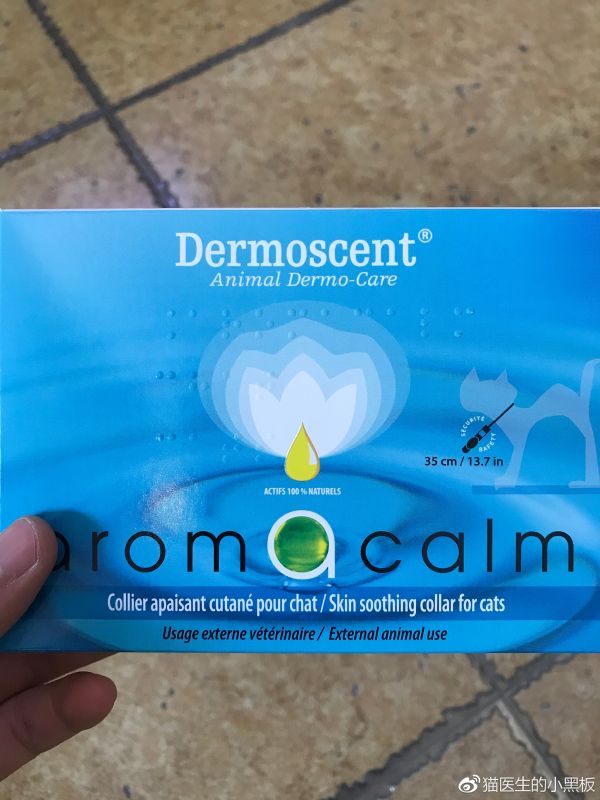 Dermoscent®
Animal Dermo-Care
SECURITE
SAFETY
35 cm / 13.7 in
ACTIFS 100 % NATURELS
aromacalm
Collier apaisant cutané pour chat / Skin soothing collar for cats
Usage externe vétérinaire / External animal use
猫医生的小黑板